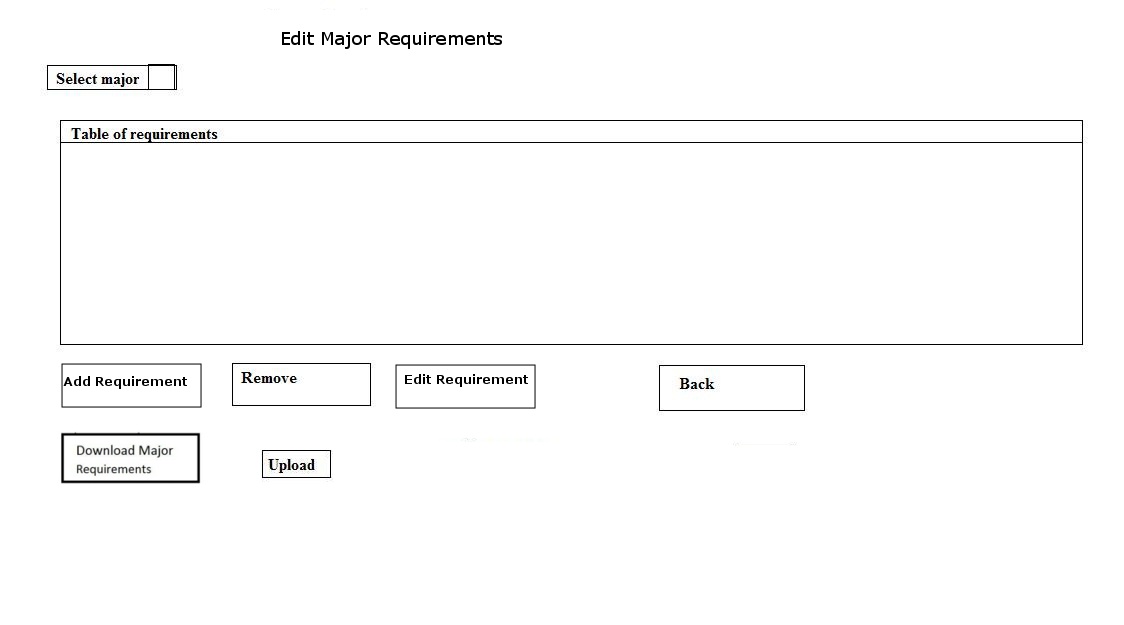 Edit Major Requirements
Select major
Table of requirements
Add Requirement
Remove
Edit Requirement
Back
Download Major
Requirements
Upload